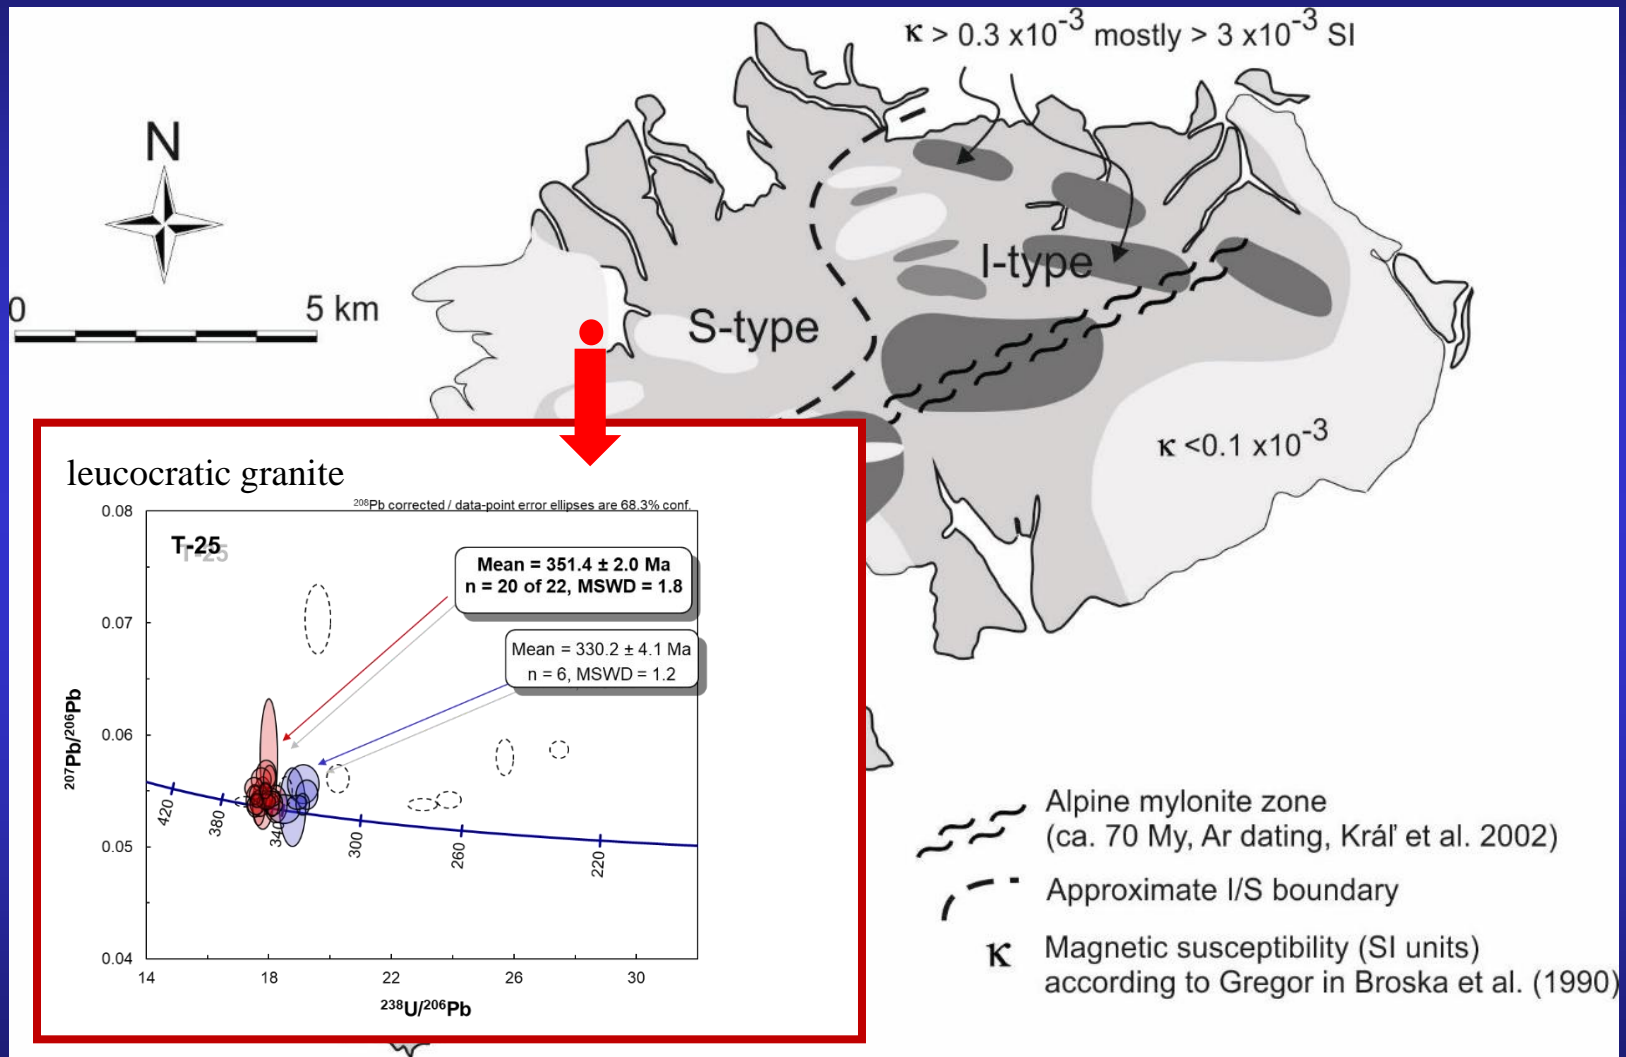 κ > 0.3 x10⁻³ mostly > 3 x10⁻³ SI
N
0 5 km
S-type
I-type
κ <0.1 x10⁻³
leucocratic granite
²⁰⁸Pb corrected / data-point error ellipses are 68.3% conf.
T-25
Mean = 351.4 ± 2.0 Ma
n = 20 of 22, MSWD = 1.8
Mean = 330.2 ± 4.1 Ma
n = 6, MSWD = 1.2
0.08
0.07
0.06
0.05
0.04
²⁰⁷Pb/²⁰⁶Pb
420
380
340
300
260
220
14 18 22 26 30
²³⁸U/²⁰⁶Pb
Alpine mylonite zone
(ca. 70 My, Ar dating, Kráľ et al. 2002)
Approximate I/S boundary
κ Magnetic susceptibility (SI units)
according to Gregor in Broska et al. (1990)